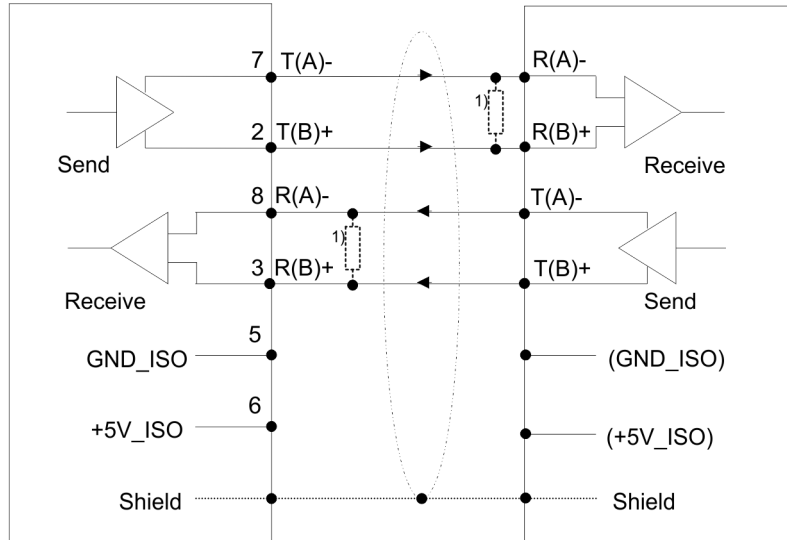 7 T(A)- R(A)-
1)
2 T(B)+ R(B)+
Send Receive
8 R(A)- T(A)-
1)
3 R(B)+ T(B)+
Receive Send
5
GND_ISO (GND_ISO)
6
+5V_ISO (+5V_ISO)
Shield Shield